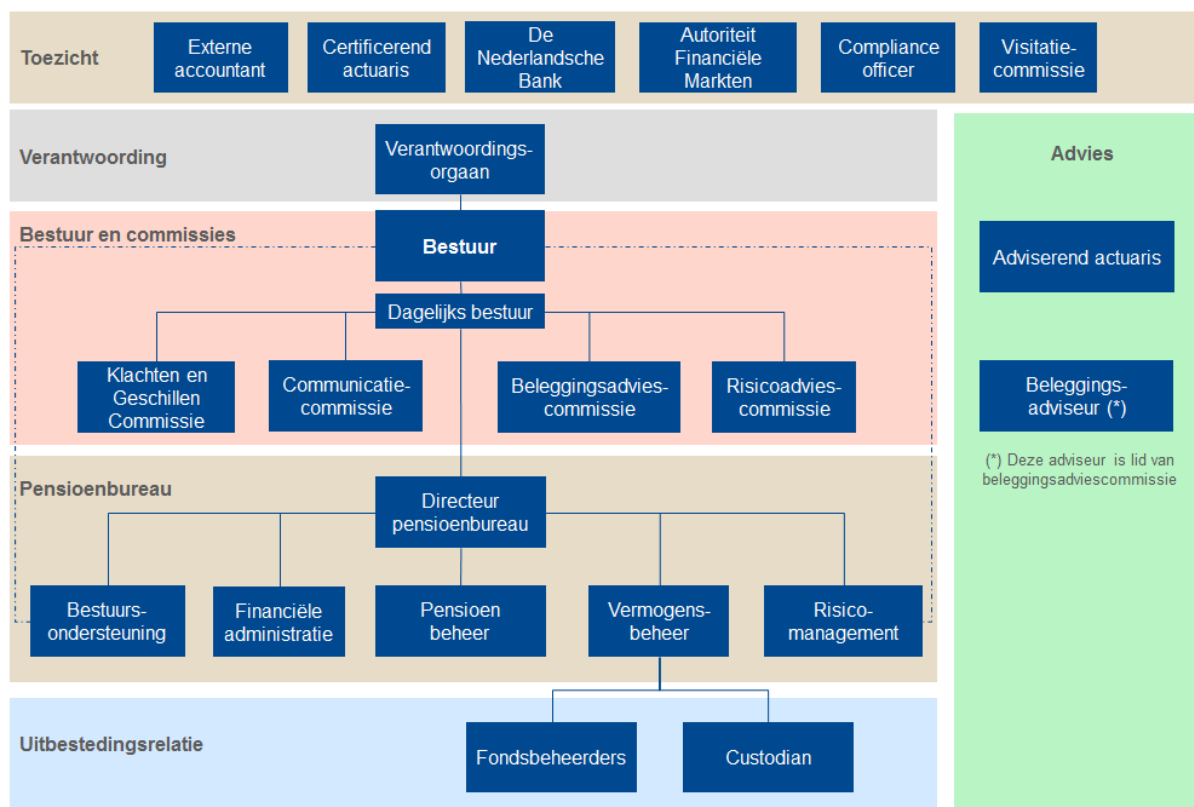 Toezicht
Externe
accountant
Certificerend
actuaris
De
Nederlandsche
Bank
Autoriteit
Financiële
Markten
Compliance
officer
Visitatie-
commissie
Verantwoording
Verantwoordings-
orgaan
Advies
Bestuur en commissies
Bestuur
Adviserend actuaris
Dagelijks bestuur
Klachten en
Geschillen
Commissie
Communicatie-
commissie
Beleggingsadvies-
commissie
Risicoadvies-
commissie
Beleggings-
adviseur (*)
(*) Deze adviseur is lid van
beleggingsadviescommissie
Pensioenbureau
Directeur
pensioenbureau
Bestuurs-
ondersteuning
Financiële
administratie
Pensioen
beheer
Vermogens-
beheer
Risico-
management
Uitbestedingsrelatie
Fondsbeheerders
Custodian